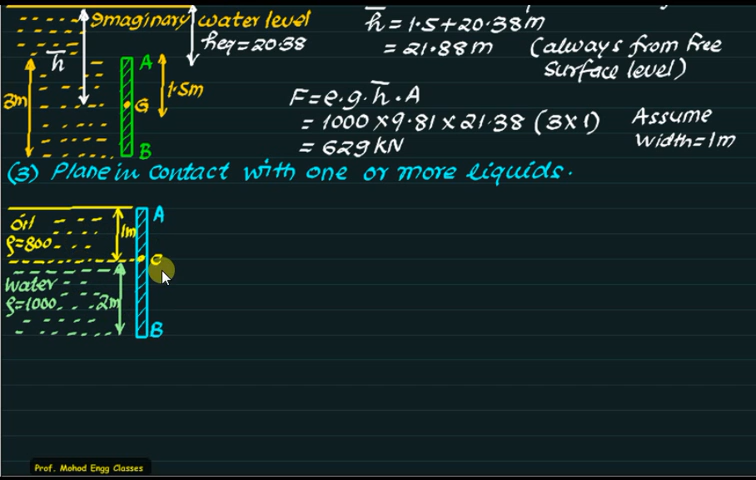 Imaginary water level
heq = 20.38
h̄
3m
A
G
B
1.5m
h̄ = 1.5 + 20.38 m
= 21.88 m (always from free
surface level)
F = ρ.g. h̄ . A
= 1000 × 9.81 × 21.38 (3×1)
= 629 KN
Assume
width = 1m
(3) Plane in contact with one or more liquids.
oil
ρ=800
1m
A
C
water
ρ=1000
2m
B
Prof. Mohod Engg Classes